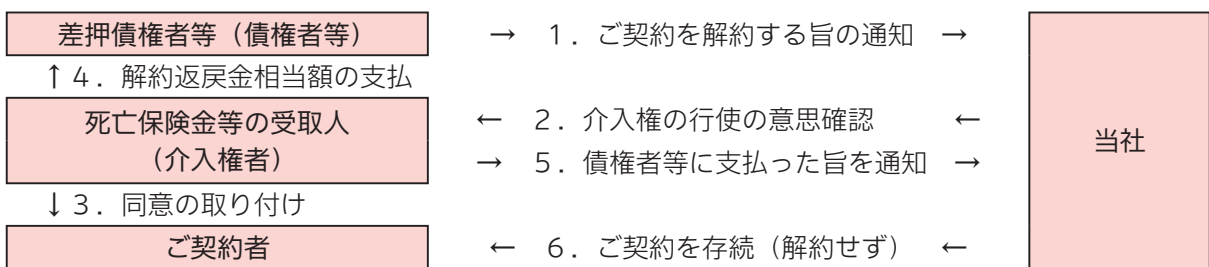 差押債権者等（債権者等） → 1．ご契約を解約する旨の通知 →
↑4．解約返戻金相当額の支払
死亡保険金等の受取人
（介入権者）
← 2．介入権の行使の意思確認 ←
→ 5．債権者等に支払った旨を通知 →
当社
↓3．同意の取り付け
ご契約者 ← 6．ご契約を存続（解約せず） ←